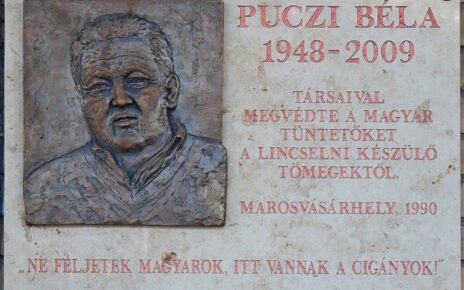 PUCZI BÉLA
1948-2009
TÁRSAIVAL
MEGVÉDTE A MAGYAR
TÜNTETŐKET
A LINCSELNI KÉSZÜLŐ
TÖMEGEKTŐL.
MAROSVÁSÁRHELY, 1990
„NE FÉLJETEK MAGYAROK, ITT VANNAK A CIGÁNYOK!"